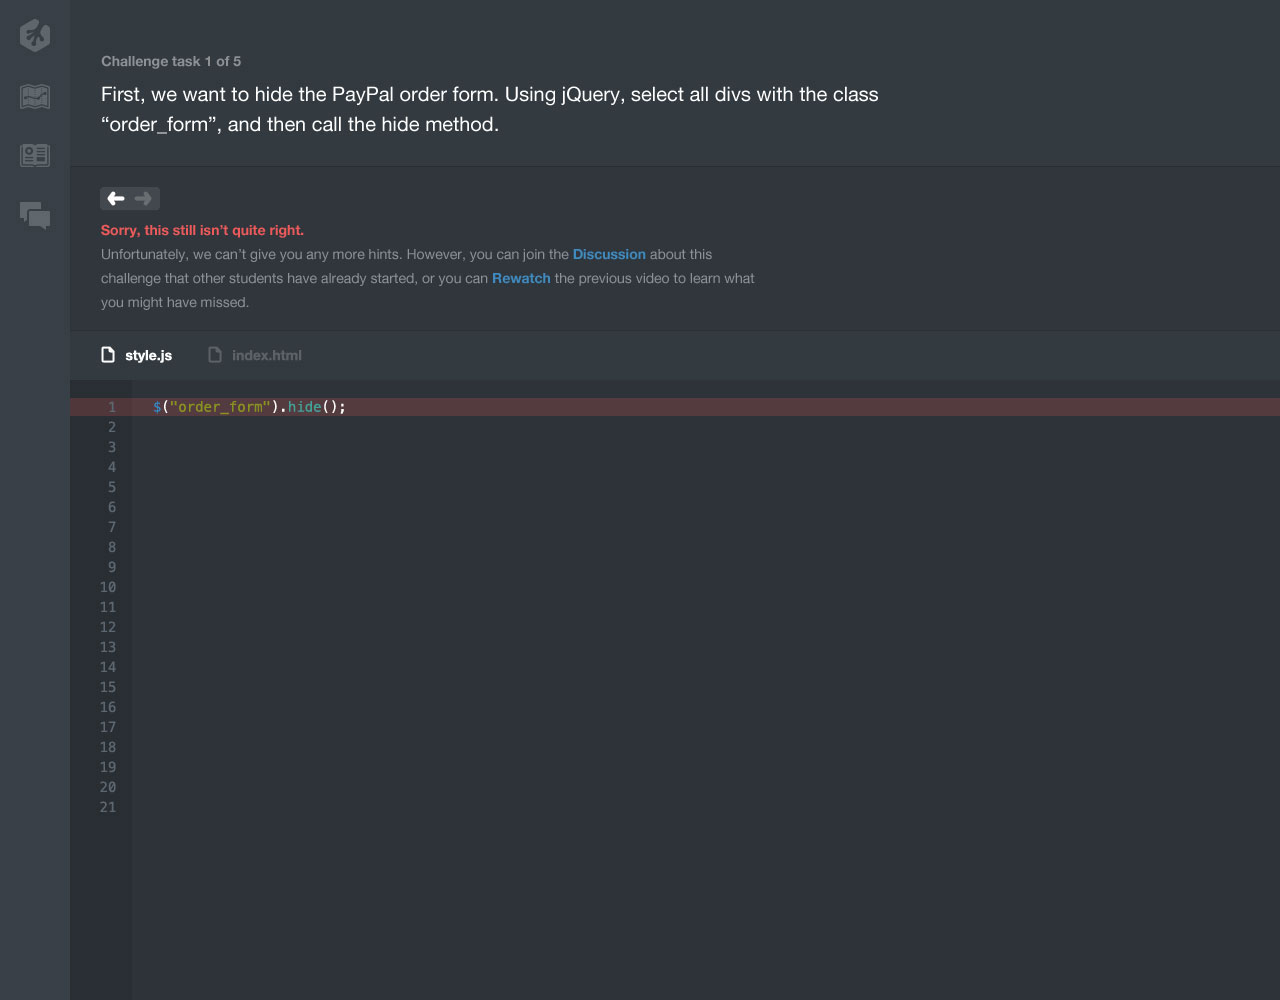 Challenge task 1 of 5
First, we want to hide the PayPal order form. Using jQuery, select all divs with the class
“order_form”, and then call the hide method.
Sorry, this still isn’t quite right.
Unfortunately, we can’t give you any more hints. However, you can join the Discussion about this
challenge that other students have already started, or you can Rewatch the previous video to learn what
you might have missed.
style.js index.html
1 $("order_form").hide();
2
3
4
5
6
7
8
9
10
11
12
13
14
15
16
17
18
19
20
21